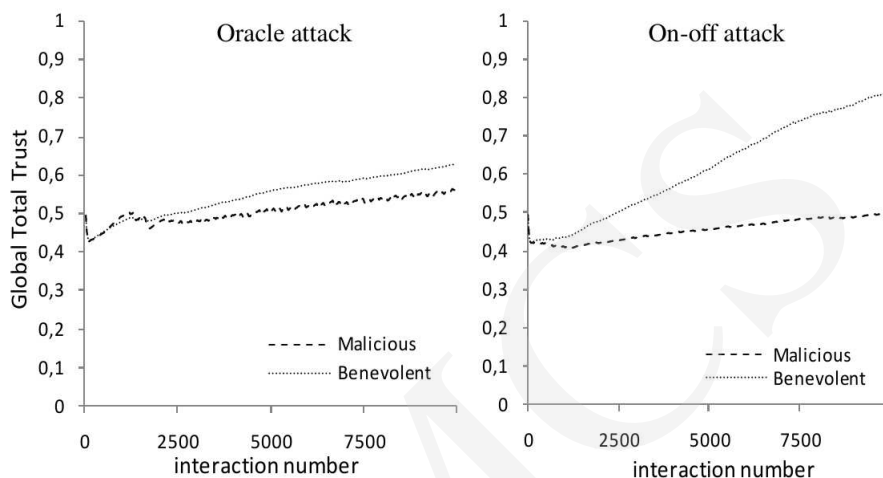 Oracle attack
Global Total Trust
1
0,9
0,8
0,7
0,6
0,5
0,4
0,3
0,2
0,1
0
Malicious
Benevolent
0 2500 5000 7500
interaction number
On-off attack
1
0,9
0,8
0,7
0,6
0,5
0,4
0,3
0,2
0,1
0
Malicious
Benevolent
0 2500 5000 7500
interaction number
MCS